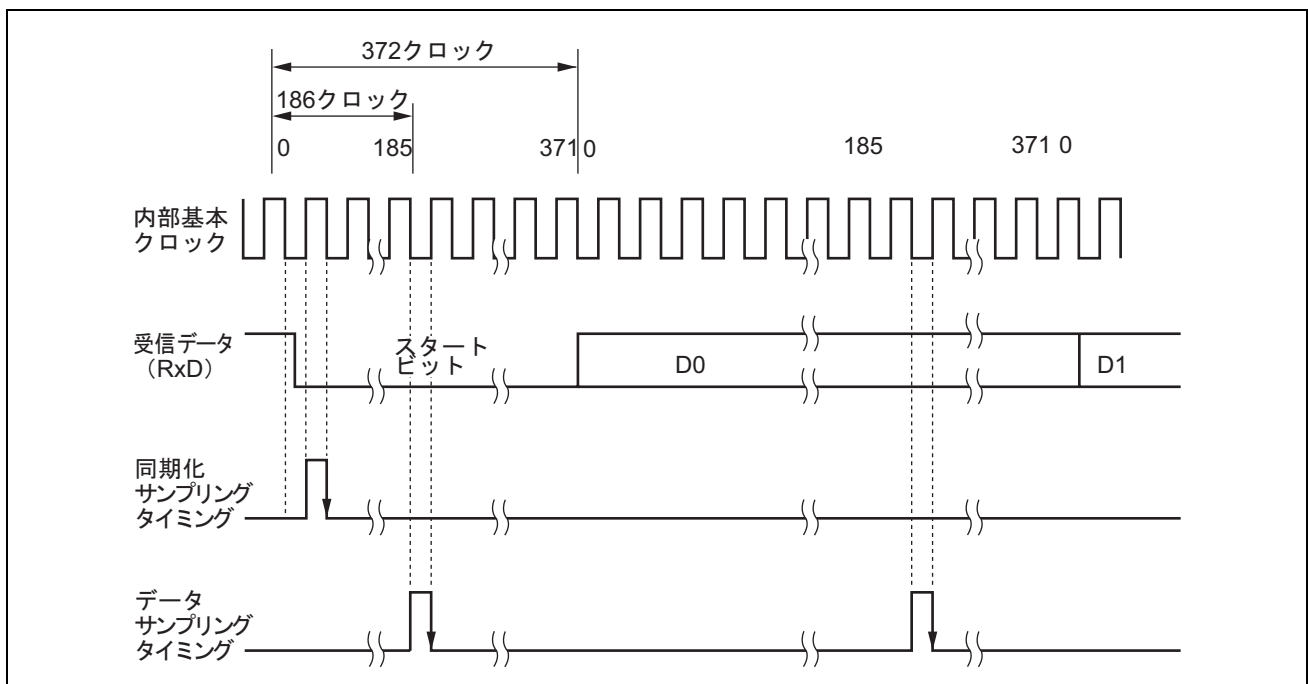 372クロック
186クロック
0 185 371 0 185 371 0
内部基本
クロック
受信データ
（RxD）
スタート
ビット
D0
D1
同期化
サンプリング
タイミング
データ
サンプリング
タイミング